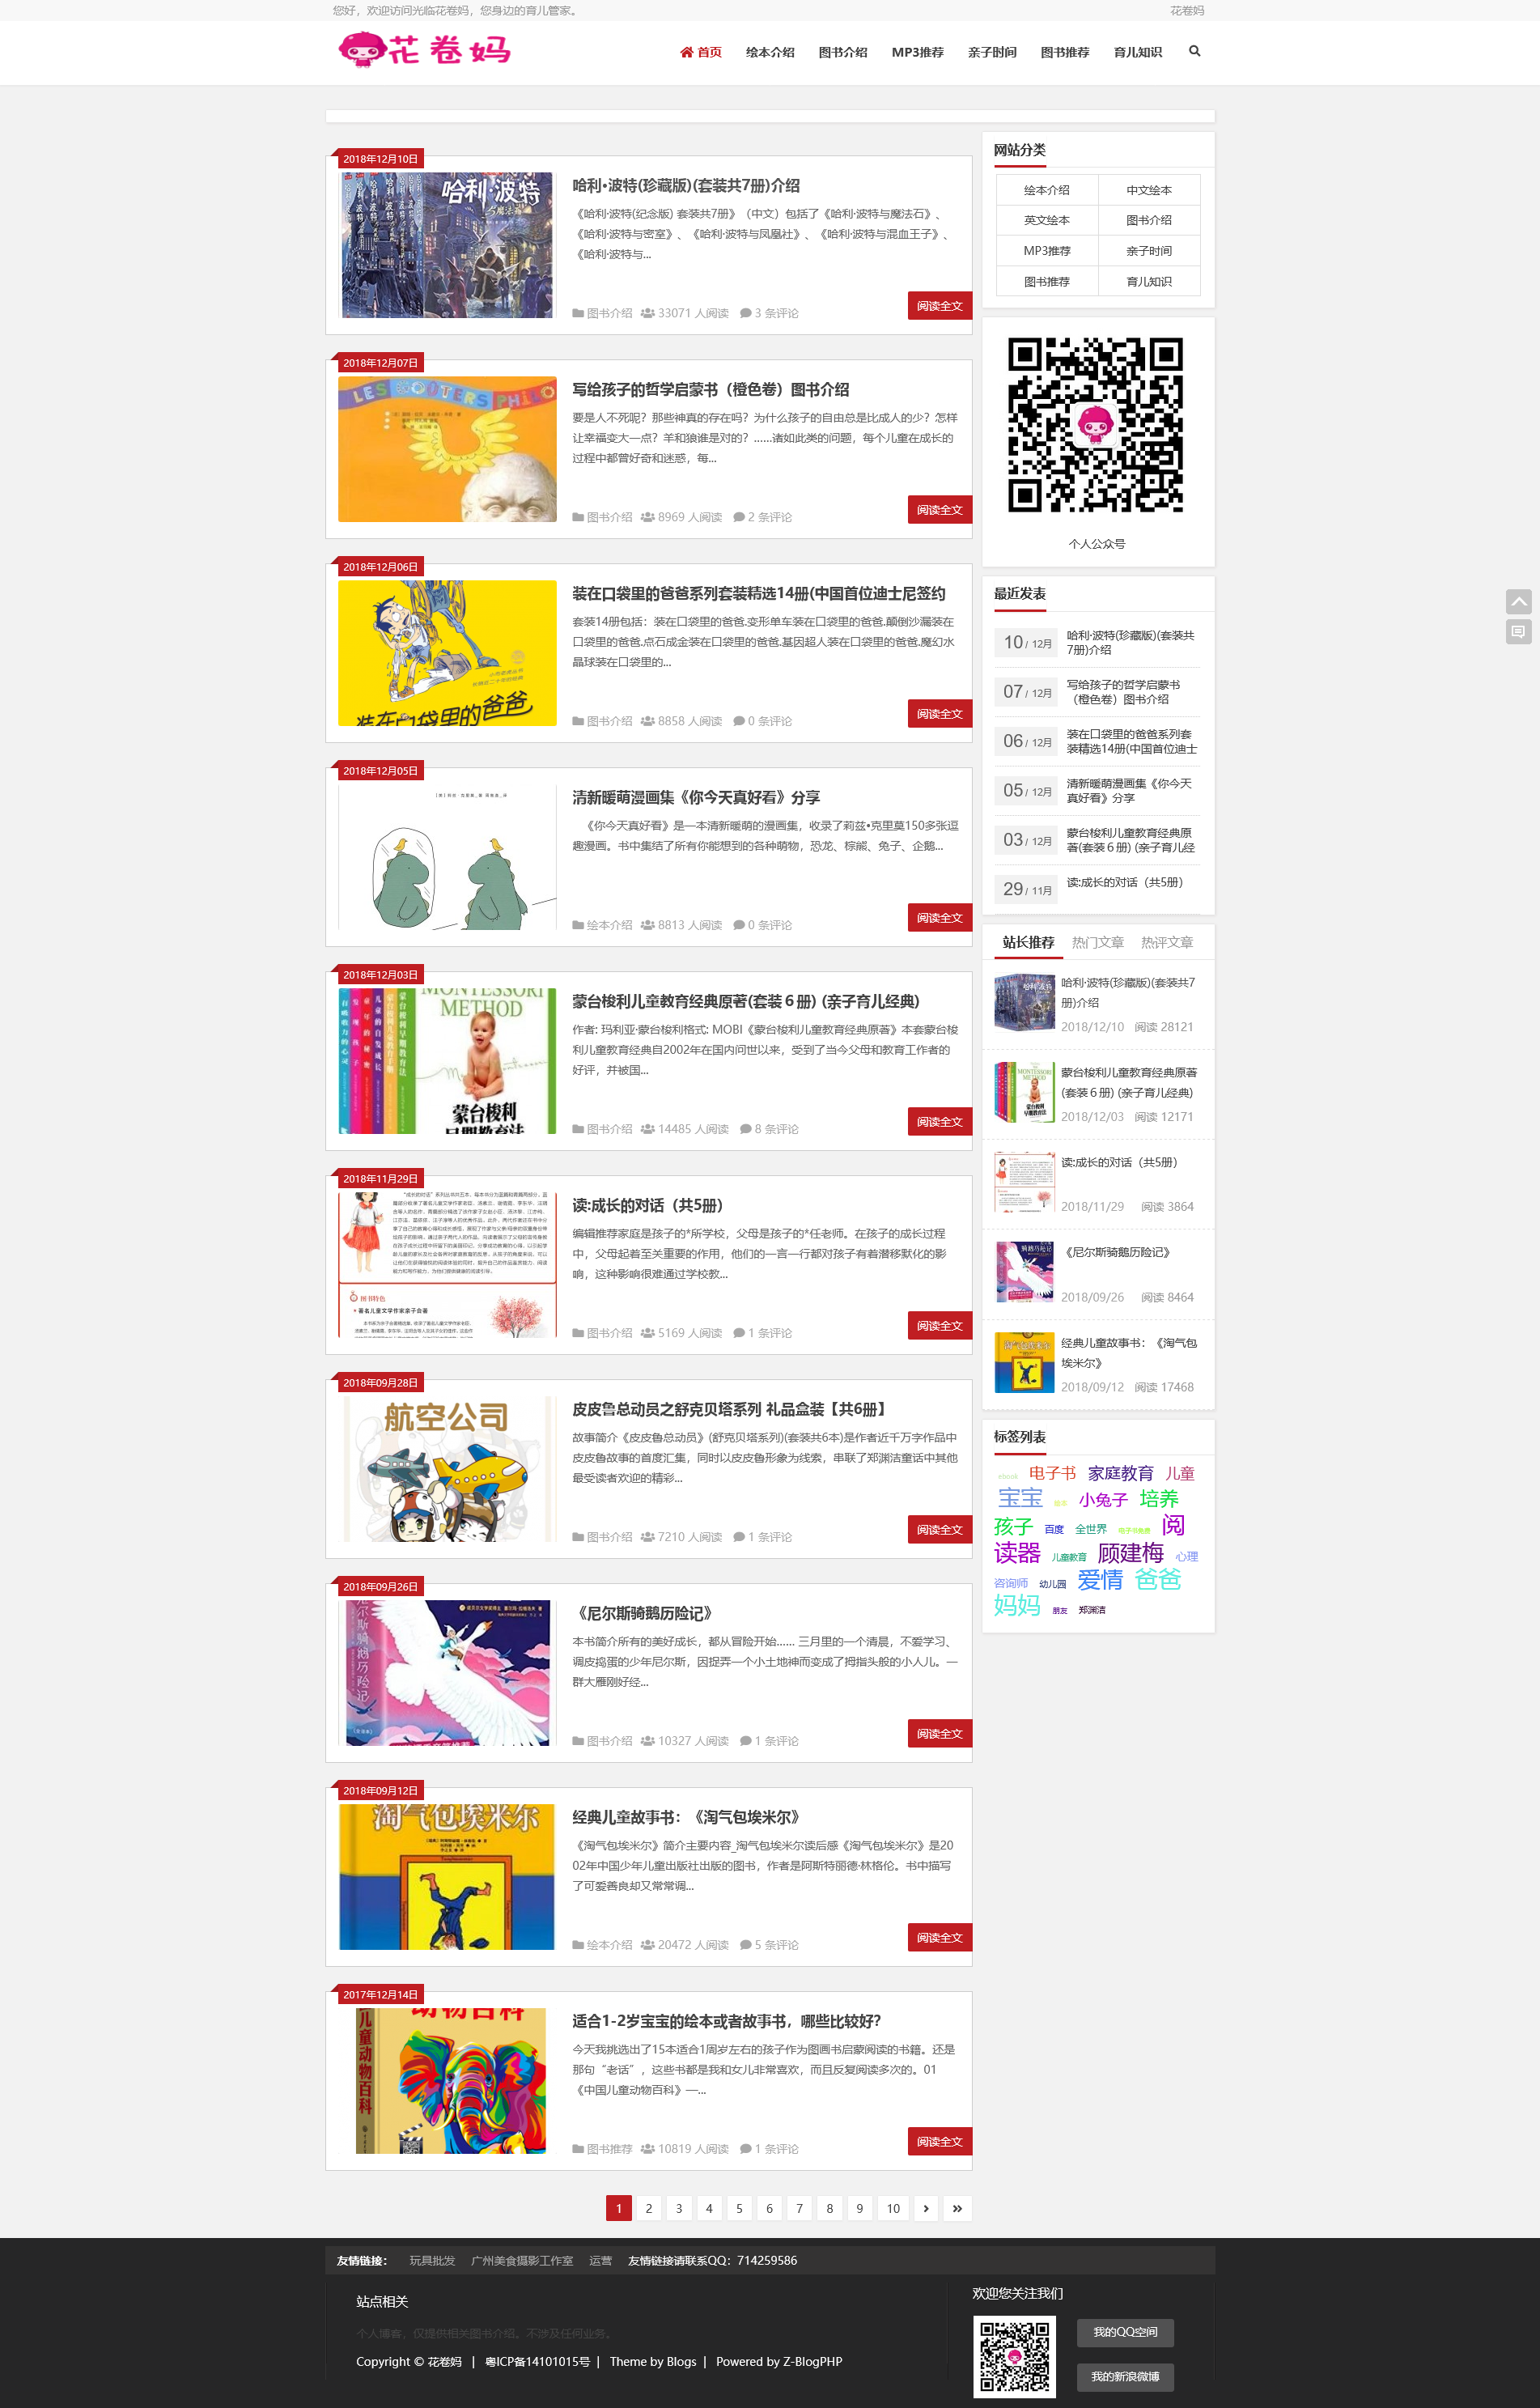 您好，欢迎访问光临花卷妈，您身边的育儿管家。
花卷妈
花卷妈
首页
绘本介绍
图书介绍
MP3推荐
亲子时间
图书推荐
育儿知识
2018年12月10日
哈利·波特
与魔法石
哈利•波特(珍藏版)(套装共7册)介绍
《哈利·波特(纪念版) 套装共7册》（中文）包括了《哈利·波特与魔法石》、
《哈利·波特与密室》、《哈利·波特与凤凰社》、《哈利·波特与混血王子》、
《哈利·波特与...
图书介绍 33071 人阅读 3 条评论
阅读全文
2018年12月07日
LES GOÛTERS PHILO
写给孩子的哲学启蒙书（橙色卷）图书介绍
要是人不死呢？那些神真的存在吗？为什么孩子的自由总是比成人的少？怎样
让幸福变大一点？羊和狼谁是对的？……诸如此类的问题，每个儿童在成长的
过程中都曾好奇和迷惑，每...
图书介绍 8969 人阅读 2 条评论
阅读全文
2018年12月06日
装在口袋里的爸爸
装在口袋里的爸爸系列套装精选14册(中国首位迪士尼签约
套装14册包括：装在口袋里的爸爸.变形单车装在口袋里的爸爸.颠倒沙漏装在
口袋里的爸爸.点石成金装在口袋里的爸爸.基因超人装在口袋里的爸爸.魔幻水
晶球装在口袋里的...
图书介绍 8858 人阅读 0 条评论
阅读全文
2018年12月05日
清新暖萌漫画集《你今天真好看》分享
《你今天真好看》是一本清新暖萌的漫画集，收录了莉兹•克里莫150多张逗
趣漫画。书中集结了所有你能想到的各种萌物，恐龙、棕熊、兔子、企鹅...
绘本介绍 8813 人阅读 0 条评论
阅读全文
2018年12月03日
MONTESSORI
METHOD
蒙台梭利
早期教育法
蒙台梭利儿童教育经典原著(套装６册) (亲子育儿经典)
作者: 玛利亚·蒙台梭利格式: MOBI《蒙台梭利儿童教育经典原著》本套蒙台梭
利儿童教育经典自2002年在国内问世以来，受到了当今父母和教育工作者的
好评，并被国...
图书介绍 14485 人阅读 8 条评论
阅读全文
2018年11月29日
图书特色
• 著名儿童文学作家亲子合著
读:成长的对话（共5册）
编辑推荐家庭是孩子的*所学校，父母是孩子的*任老师。在孩子的成长过程
中，父母起着至关重要的作用，他们的一言一行都对孩子有着潜移默化的影
响，这种影响很难通过学校教...
图书介绍 5169 人阅读 1 条评论
阅读全文
2018年09月28日
航空公司
皮皮鲁总动员之舒克贝塔系列 礼品盒装【共6册】
故事简介《皮皮鲁总动员》(舒克贝塔系列)(套装共6本)是作者近千万字作品中
皮皮鲁故事的首度汇集，同时以皮皮鲁形象为线索，串联了郑渊洁童话中其他
最受读者欢迎的精彩...
图书介绍 7210 人阅读 1 条评论
阅读全文
2018年09月26日
尼尔斯骑鹅历险记
《尼尔斯骑鹅历险记》
本书简介所有的美好成长，都从冒险开始…… 三月里的一个清晨，不爱学习、
调皮捣蛋的少年尼尔斯，因捉弄一个小土地神而变成了拇指头般的小人儿。一
群大雁刚好经...
图书介绍 10327 人阅读 1 条评论
阅读全文
2018年09月12日
淘气包埃米尔
经典儿童故事书：《淘气包埃米尔》
《淘气包埃米尔》简介主要内容_淘气包埃米尔读后感《淘气包埃米尔》是20
02年中国少年儿童出版社出版的图书，作者是阿斯特丽德·林格伦。书中描写
了可爱善良却又常常调...
绘本介绍 20472 人阅读 5 条评论
阅读全文
2017年12月14日
动物百科
儿童动物百科
适合1-2岁宝宝的绘本或者故事书，哪些比较好?
今天我挑选出了15本适合1周岁左右的孩子作为图画书启蒙阅读的书籍。还是
那句“老话”，这些书都是我和女儿非常喜欢，而且反复阅读多次的。01
《中国儿童动物百科》—...
图书推荐 10819 人阅读 1 条评论
阅读全文
1 2 3 4 5 6 7 8 9 10 › »
网站分类
绘本介绍 中文绘本
英文绘本 图书介绍
MP3推荐 亲子时间
图书推荐 育儿知识
个人公众号
最近发表
10 / 12月 哈利·波特(珍藏版)(套装共
7册)介绍
07 / 12月 写给孩子的哲学启蒙书
（橙色卷）图书介绍
06 / 12月 装在口袋里的爸爸系列套
装精选14册(中国首位迪士
05 / 12月 清新暖萌漫画集《你今天
真好看》分享
03 / 12月 蒙台梭利儿童教育经典原
著(套装６册) (亲子育儿经
29 / 11月 读:成长的对话（共5册）
站长推荐 热门文章 热评文章
哈利·波特(珍藏版)(套装共7
册)介绍
2018/12/10 阅读 28121
蒙台梭利儿童教育经典原著
(套装６册) (亲子育儿经典)
2018/12/03 阅读 12171
读:成长的对话（共5册）
2018/11/29 阅读 3864
《尼尔斯骑鹅历险记》
2018/09/26 阅读 8464
经典儿童故事书：《淘气包
埃米尔》
2018/09/12 阅读 17468
标签列表
ebook 电子书 家庭教育 儿童
宝宝 小兔子 培养
孩子 百度 全世界 电子书免费 阅
读器 儿童教育 顾建梅 心理
咨询师 幼儿园 爱情 爸爸
妈妈 朋友 郑渊洁
友情链接： 玩具批发 广州美食摄影工作室 运营 友情链接请联系QQ：714259586
站点相关
个人博客，仅提供相关图书介绍。不涉及任何业务。
Copyright © 花卷妈 | 粤ICP备14101015号 | Theme by Blogs | Powered by Z-BlogPHP
欢迎您关注我们
我的QQ空间
我的新浪微博